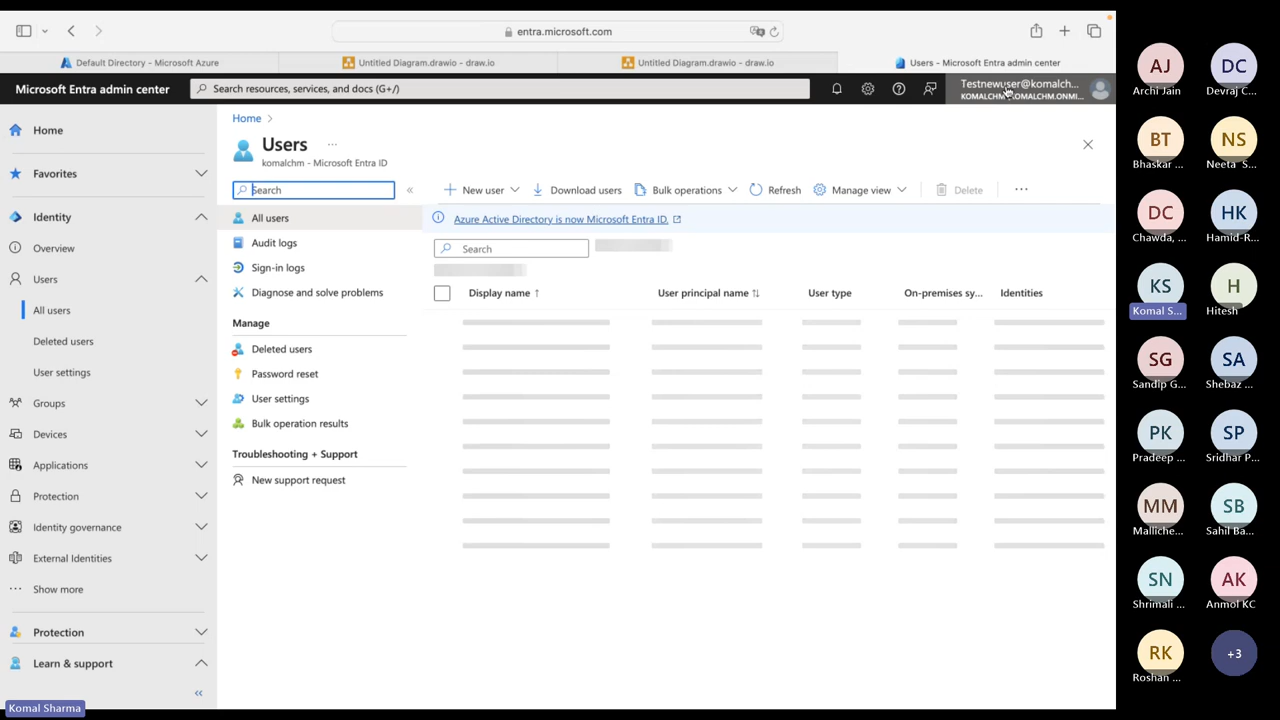 entra.microsoft.com
Default Directory - Microsoft Azure
Untitled Diagram.drawio - draw.io
Untitled Diagram.drawio - draw.io
Users - Microsoft Entra admin center
Microsoft Entra admin center
Search resources, services, and docs (G+/)
Testnewuser@komalch...
KOMALCHM (KOMALCHM.ONMI...
Home
Favorites
Identity
Overview
Users
All users
Deleted users
User settings
Groups
Devices
Applications
Protection
Identity governance
External Identities
Show more
Protection
Learn & support
Komal Sharma
Home
Users
komalchm - Microsoft Entra ID
Search
All users
Audit logs
Sign-in logs
Diagnose and solve problems
Manage
Deleted users
Password reset
User settings
Bulk operation results
Troubleshooting + Support
New support request
New user
Download users
Bulk operations
Refresh
Manage view
Delete
Azure Active Directory is now Microsoft Entra ID.
Search
Display name
User principal name
User type
On-premises sy...
Identities
AJ
Archi Jain
DC
Devraj C...
BT
Bhaskar ...
NS
Neeta S...
DC
Chawda, ...
HK
Hamid-R...
KS
Komal S...
H
Hitesh
SG
Sandip G...
SA
Shebaz ...
PK
Pradeep ...
SP
Sridhar P...
MM
Malliche...
SB
Sahil Ba...
SN
Shrimali ...
AK
Anmol KC
RK
Roshan ...
+3